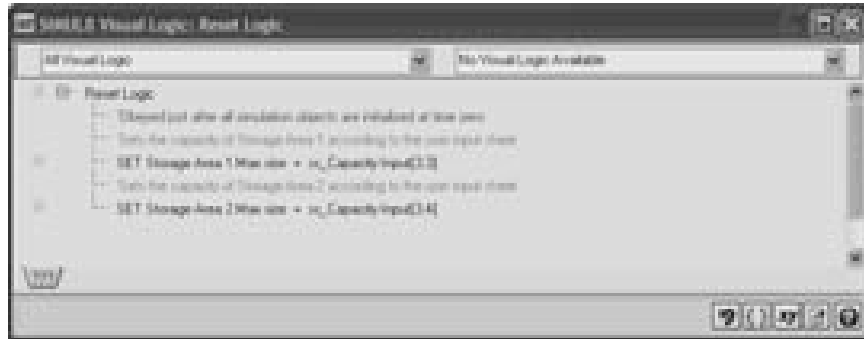 SIMUL8 Visual Logic: Reset Logic
All Visual Logic
No Visual Logic Available
Reset Logic
'Obeyed just after all simulation objects are initialized at time zero
Sets the capacity of Storage Area 1 according to the user input sheet
SET Storage Area 1.Max size = ss_Capacity Input[3,3]
Sets the capacity of Storage Area 2 according to the user input sheet
SET Storage Area 2.Max size = ss_Capacity Input[3,4]